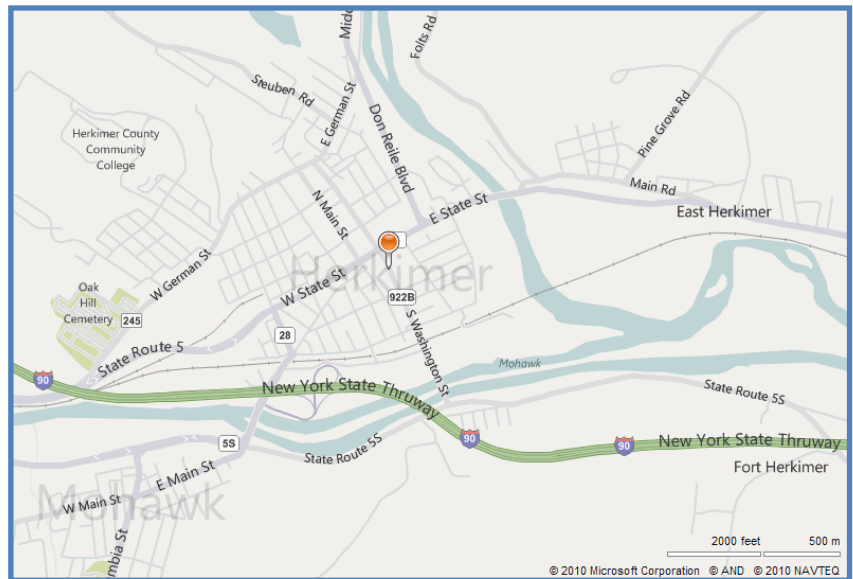 Folts Rd
Steuben Rd
E German St
Don Reile Blvd
Pine Grove Rd
Herkimer County
Community
College
Main Rd
N Main St
E State St
East Herkimer
W German St
Herkimer
W State St
Oak
Hill
Cemetery
922B
245
28
S Washington St
State Route 5
Mohawk
90
New York State Thruway
State Route 5S
5S
90
90
New York State Thruway
State Route 5S
E Main St
Fort Herkimer
W Main St
Mohawk
2000 feet 500 m
© 2010 Microsoft Corporation © AND © 2010 NAVTEQ